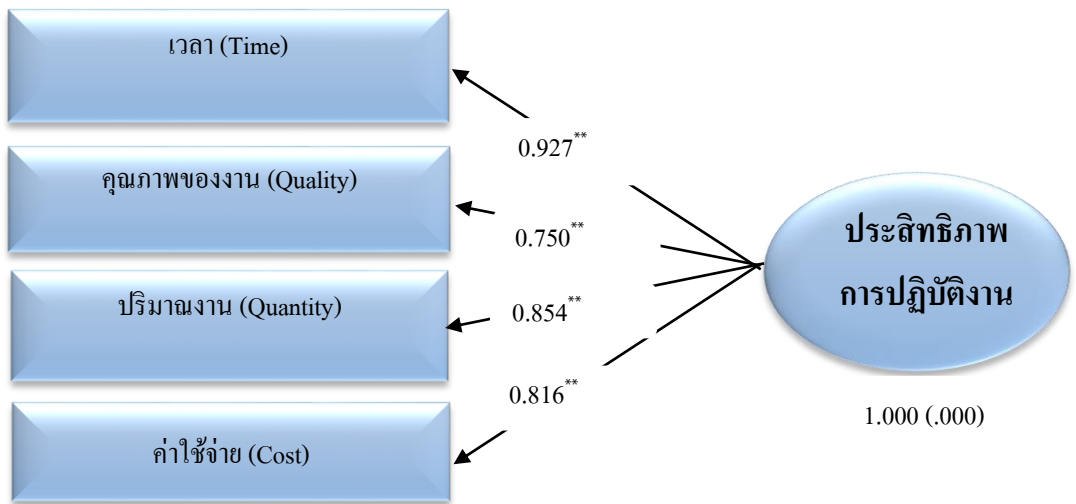 เวลา (Time)
0.927**
คุณภาพของงาน (Quality)
0.750**
ปริมาณงาน (Quantity)
0.854**
ค่าใช้จ่าย (Cost)
0.816**
ประสิทธิภาพ
การปฏิบัติงาน
1.000 (.000)